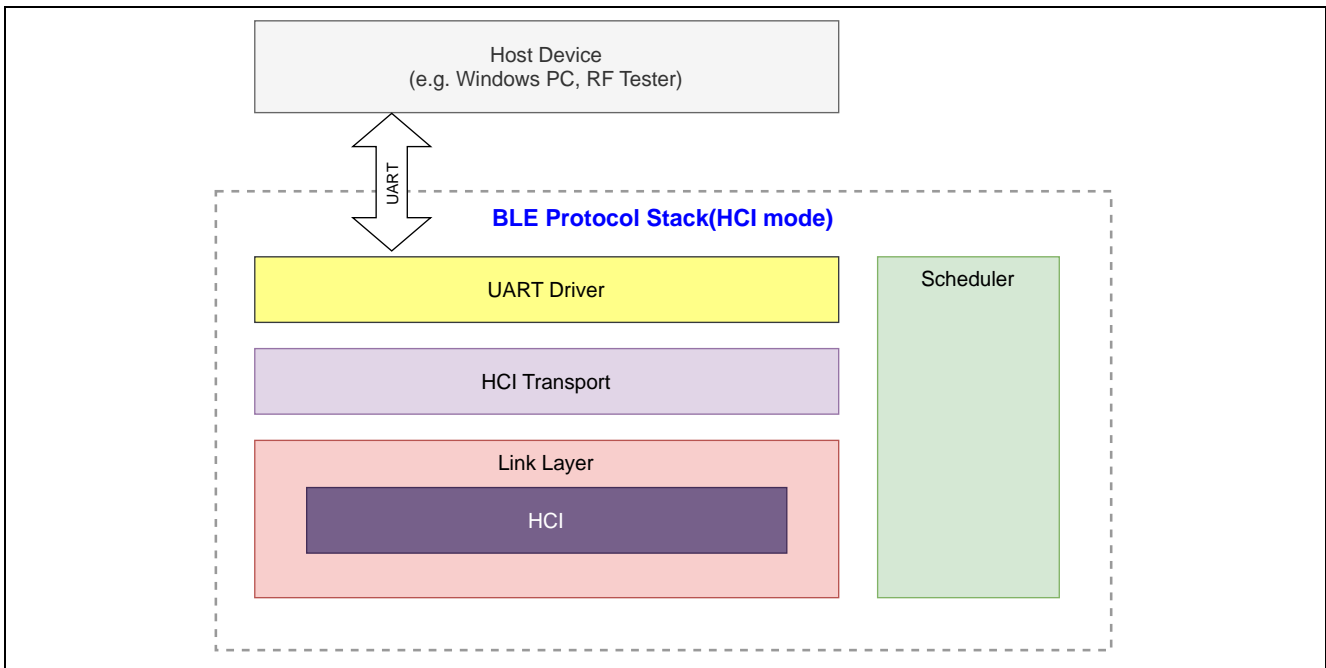 Host Device
(e.g. Windows PC, RF Tester)
UART
BLE Protocol Stack(HCI mode)
UART Driver
Scheduler
HCI Transport
Link Layer
HCI